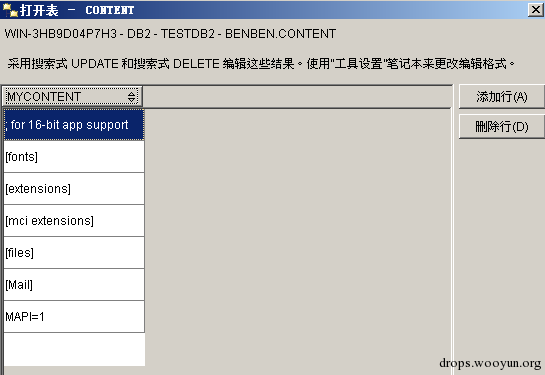 打开表 - CONTENT
WIN-3HB9D04P7H3 - DB2 - TESTDB2 - BENBEN.CONTENT
采用搜索式 UPDATE 和搜索式 DELETE 编辑这些结果。使用"工具设置"笔记本来更改编辑格式。
MYCONTENT
添加行(A)
删除行(D)
; for 16-bit app support
[fonts]
[extensions]
[mci extensions]
[files]
[Mail]
MAPI=1
drops.wooyun.org